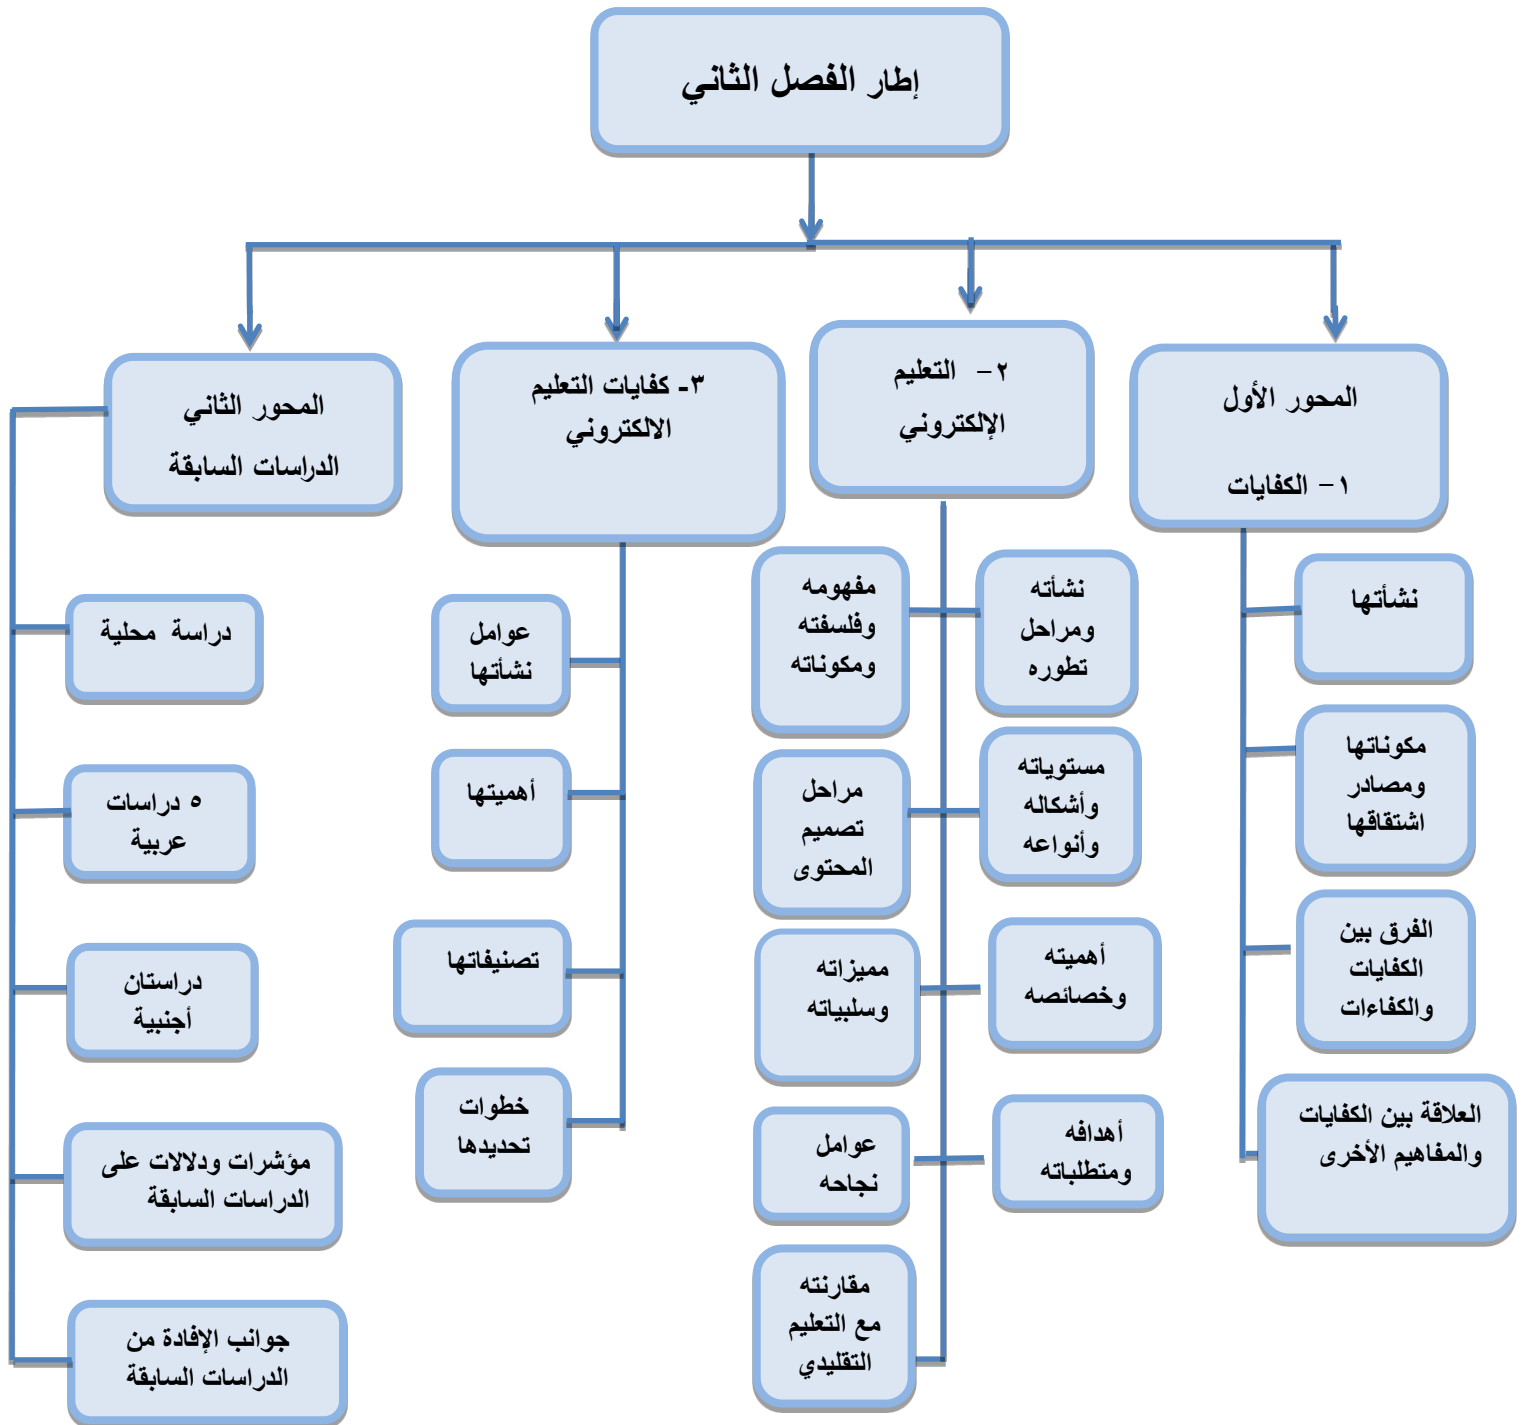 إطار الفصل الثاني
المحور الأول
١- الكفايات
نشأتها
مكوناتها
ومصادر
اشتقاقها
الفرق بين
الكفايات
والكفاءات
العلاقة بين الكفايات
والمفاهيم الأخرى
٢- التعليم
الإلكتروني
نشأته
ومراحل
تطوره
مفهومه
وفلسفته
ومكوناته
مستوياته
وأشكاله
وأنواعه
مراحل
تصميم
المحتوى
أهميته
وخصائصه
مميزاته
وسلبياته
أهدافه
ومتطلباته
عوامل
نجاحه
مقارنته
مع التعليم
التقليدي
٣- كفايات التعليم
الالكتروني
عوامل
نشأتها
أهميتها
تصنيفاتها
خطوات
تحديدها
المحور الثاني
الدراسات السابقة
دراسة محلية
٥ دراسات
عربية
دراستان
أجنبية
مؤشرات ودلالات على
الدراسات السابقة
جوانب الإفادة من
الدراسات السابقة